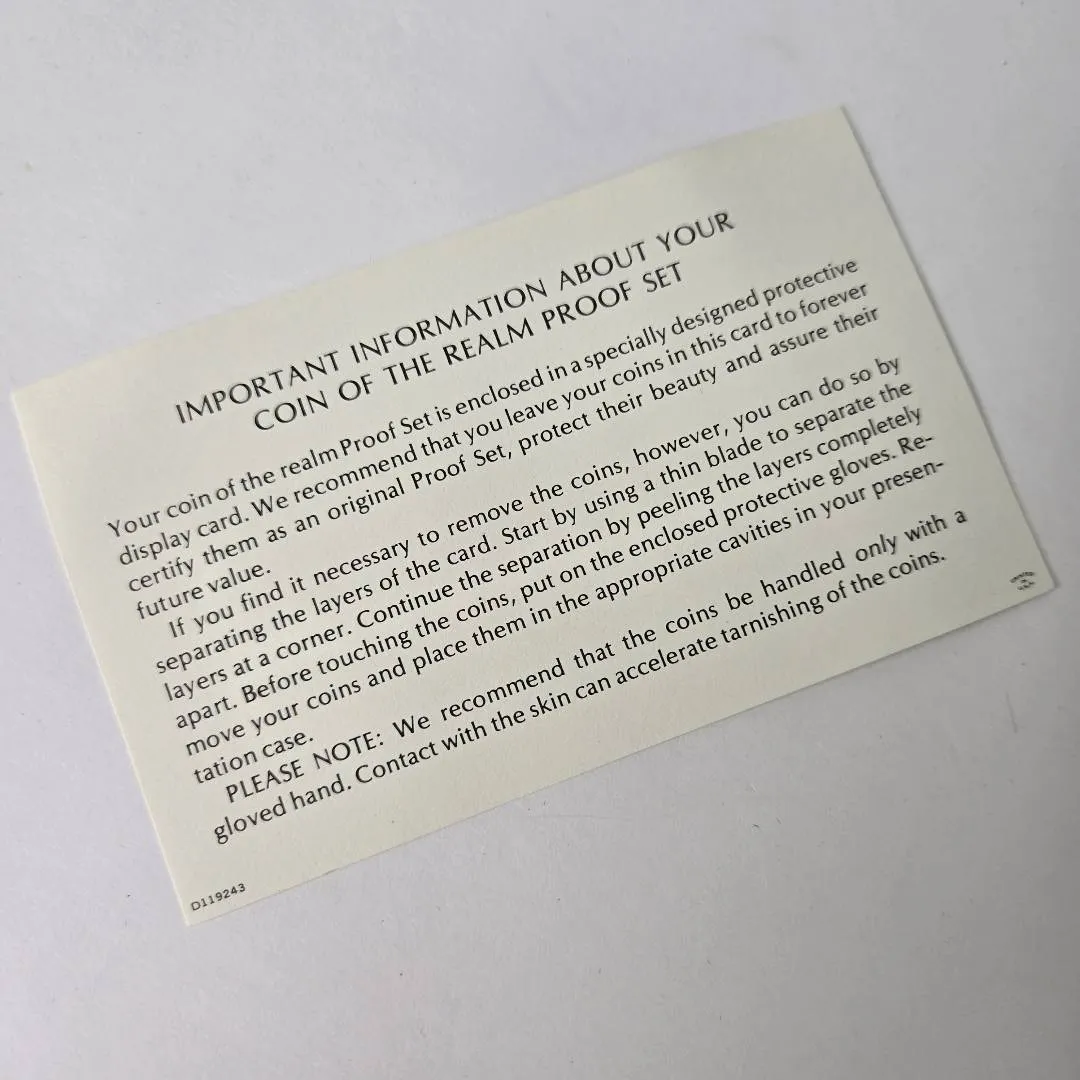 IMPORTANT INFORMATION ABOUT YOUR
COIN OF THE REALM PROOF SET
Your coin of the realm Proof Set is enclosed in a specially designed protective
display card. We recommend that you leave your coins in this card to forever
certify them as an original Proof Set, protect their beauty and assure their
future value.
If you find it necessary to remove the coins, however, you can do so by
separating the layers of the card. Start by using a thin blade to separate the
layers at a corner. Continue the separation by peeling the layers completely
apart. Before touching the coins, put on the enclosed protective gloves. Re-
move your coins and place them in the appropriate cavities in your presen-
tation case.
PLEASE NOTE: We recommend that the coins be handled only with a
gloved hand. Contact with the skin can accelerate tarnishing of the coins.
D119243